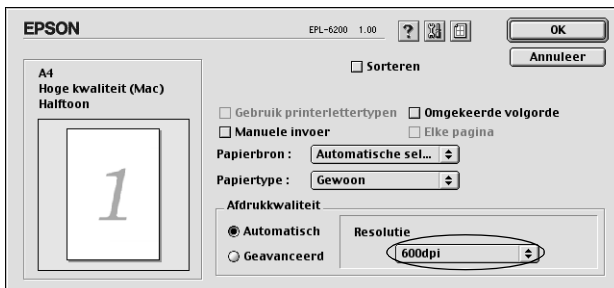 EPSON
EPL-6200 1.00
?
OK
Annuleer
A4
Hoge kwaliteit (Mac)
Halftoon
1
Sorteren
Gebruik printerlettertypen
Omgekeerde volgorde
Manuele invoer
Elke pagina
Papierbron :
Automatische sel...
Papiertype :
Gewoon
Afdrukkwaliteit
Automatisch
Geavanceerd
Resolutie
600dpi